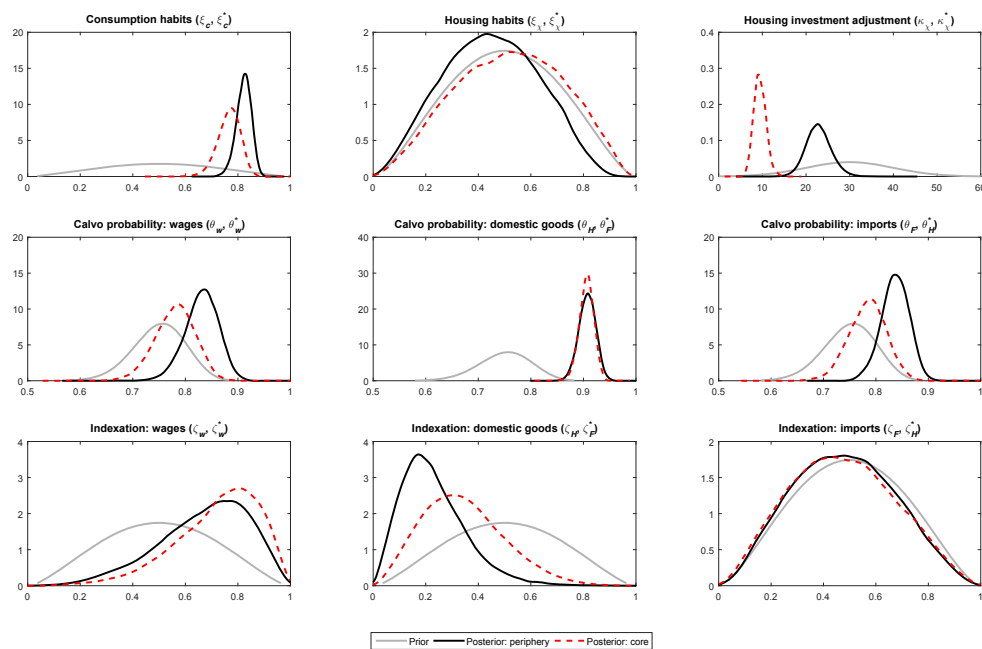 Consumption habits (ξc, ξc*)
20
15
10
5
0
0 0.2 0.4 0.6 0.8 1
Housing habits (ξχ, ξχ*)
2
1.5
1
0.5
0
0 0.2 0.4 0.6 0.8 1
Housing investment adjustment (κχ, κχ*)
0.4
0.3
0.2
0.1
0
0 10 20 30 40 50 60
Calvo probability: wages (θw, θw*)
20
15
10
5
0
0.5 0.6 0.7 0.8 0.9 1
Calvo probability: domestic goods (θH, θF*)
40
30
20
10
0
0.5 0.6 0.7 0.8 0.9 1
Calvo probability: imports (θF, θH*)
20
15
10
5
0
0.5 0.6 0.7 0.8 0.9 1
Indexation: wages (ζw, ζw*)
4
3
2
1
0
0 0.2 0.4 0.6 0.8 1
Indexation: domestic goods (ζH, ζF*)
4
3
2
1
0
0 0.2 0.4 0.6 0.8 1
Indexation: imports (ζF, ζH*)
2
1.5
1
0.5
0
0 0.2 0.4 0.6 0.8 1
Prior Posterior: periphery Posterior: core